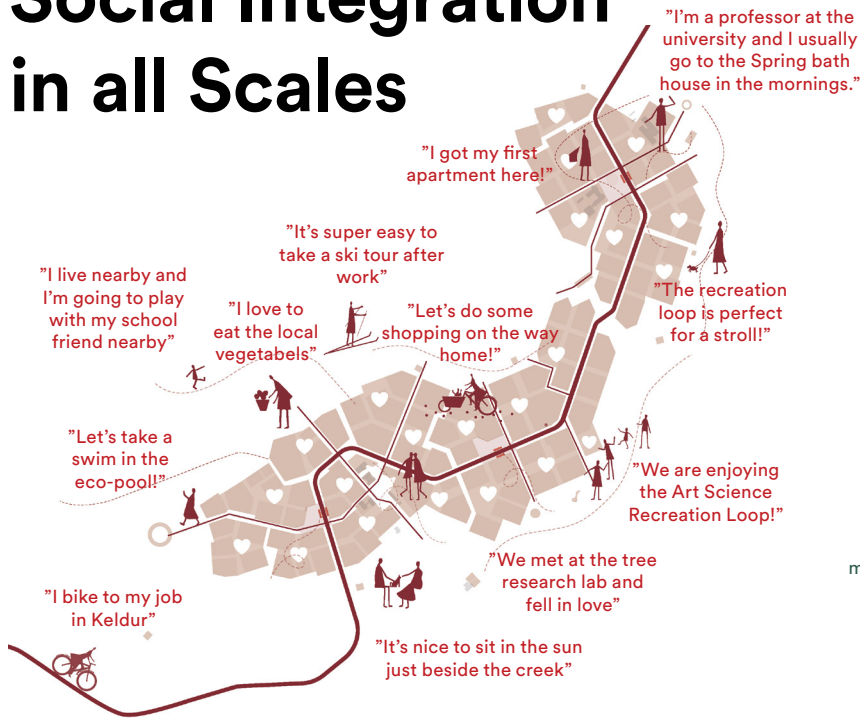 Social Integration
in all Scales
"I'm a professor at the
university and I usually
go to the Spring bath
house in the mornings."
"I got my first
apartment here!"
"It's super easy to
take a ski tour after
work"
"I live nearby and
I'm going to play
with my school
friend nearby"
"I love to
eat the local
vegetabels"
"Let's do some
shopping on the way
home!"
"The recreation
loop is perfect
for a stroll!"
"Let's take a
swim in the
eco-pool!"
"We are enjoying
the Art Science
Recreation Loop!"
"We met at the tree
research lab and
fell in love"
"I bike to my job
in Keldur"
"It's nice to sit in the sun
just beside the creek"
m